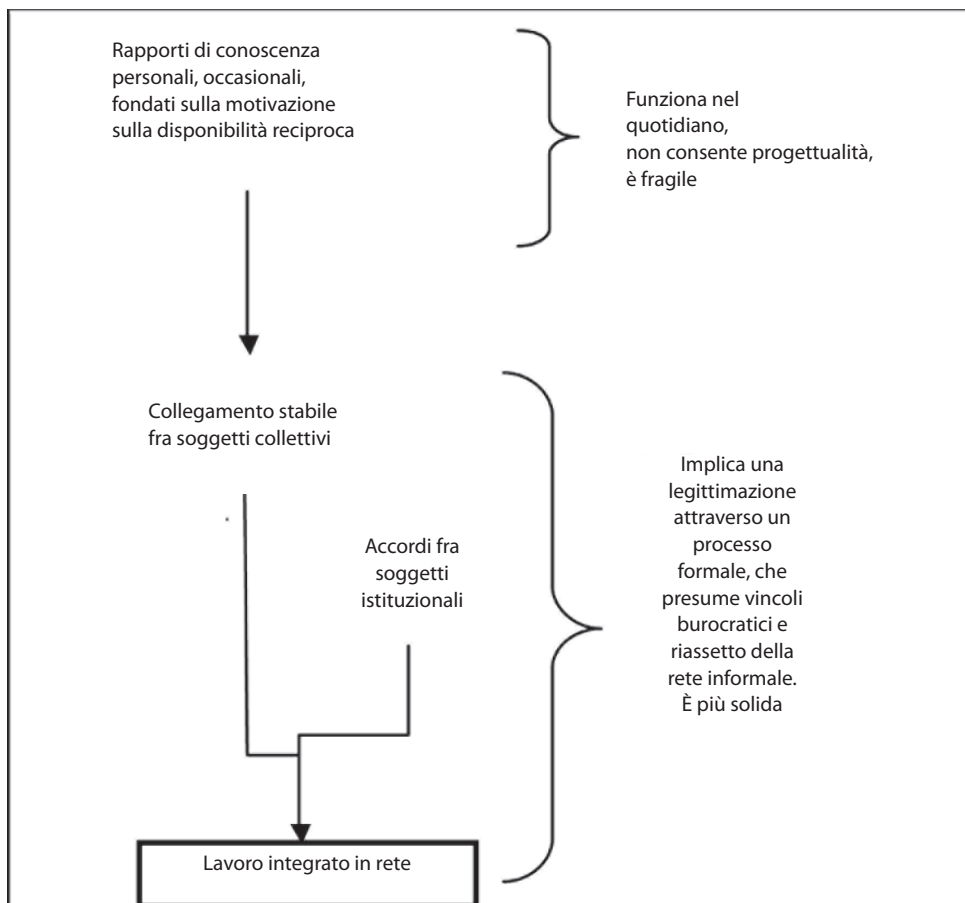 Rapporti di conoscenza
personali, occasionali,
fondati sulla motivazione
sulla disponibilità reciproca
Funziona nel
quotidiano,
non consente progettualità,
è fragile
Collegamento stabile
fra soggetti collettivi
Accordi fra
soggetti
istituzionali
Implica una
legittimazione
attraverso un
processo
formale, che
presume vincoli
burocratici e
riassetto della
rete informale.
È più solida
Lavoro integrato in rete